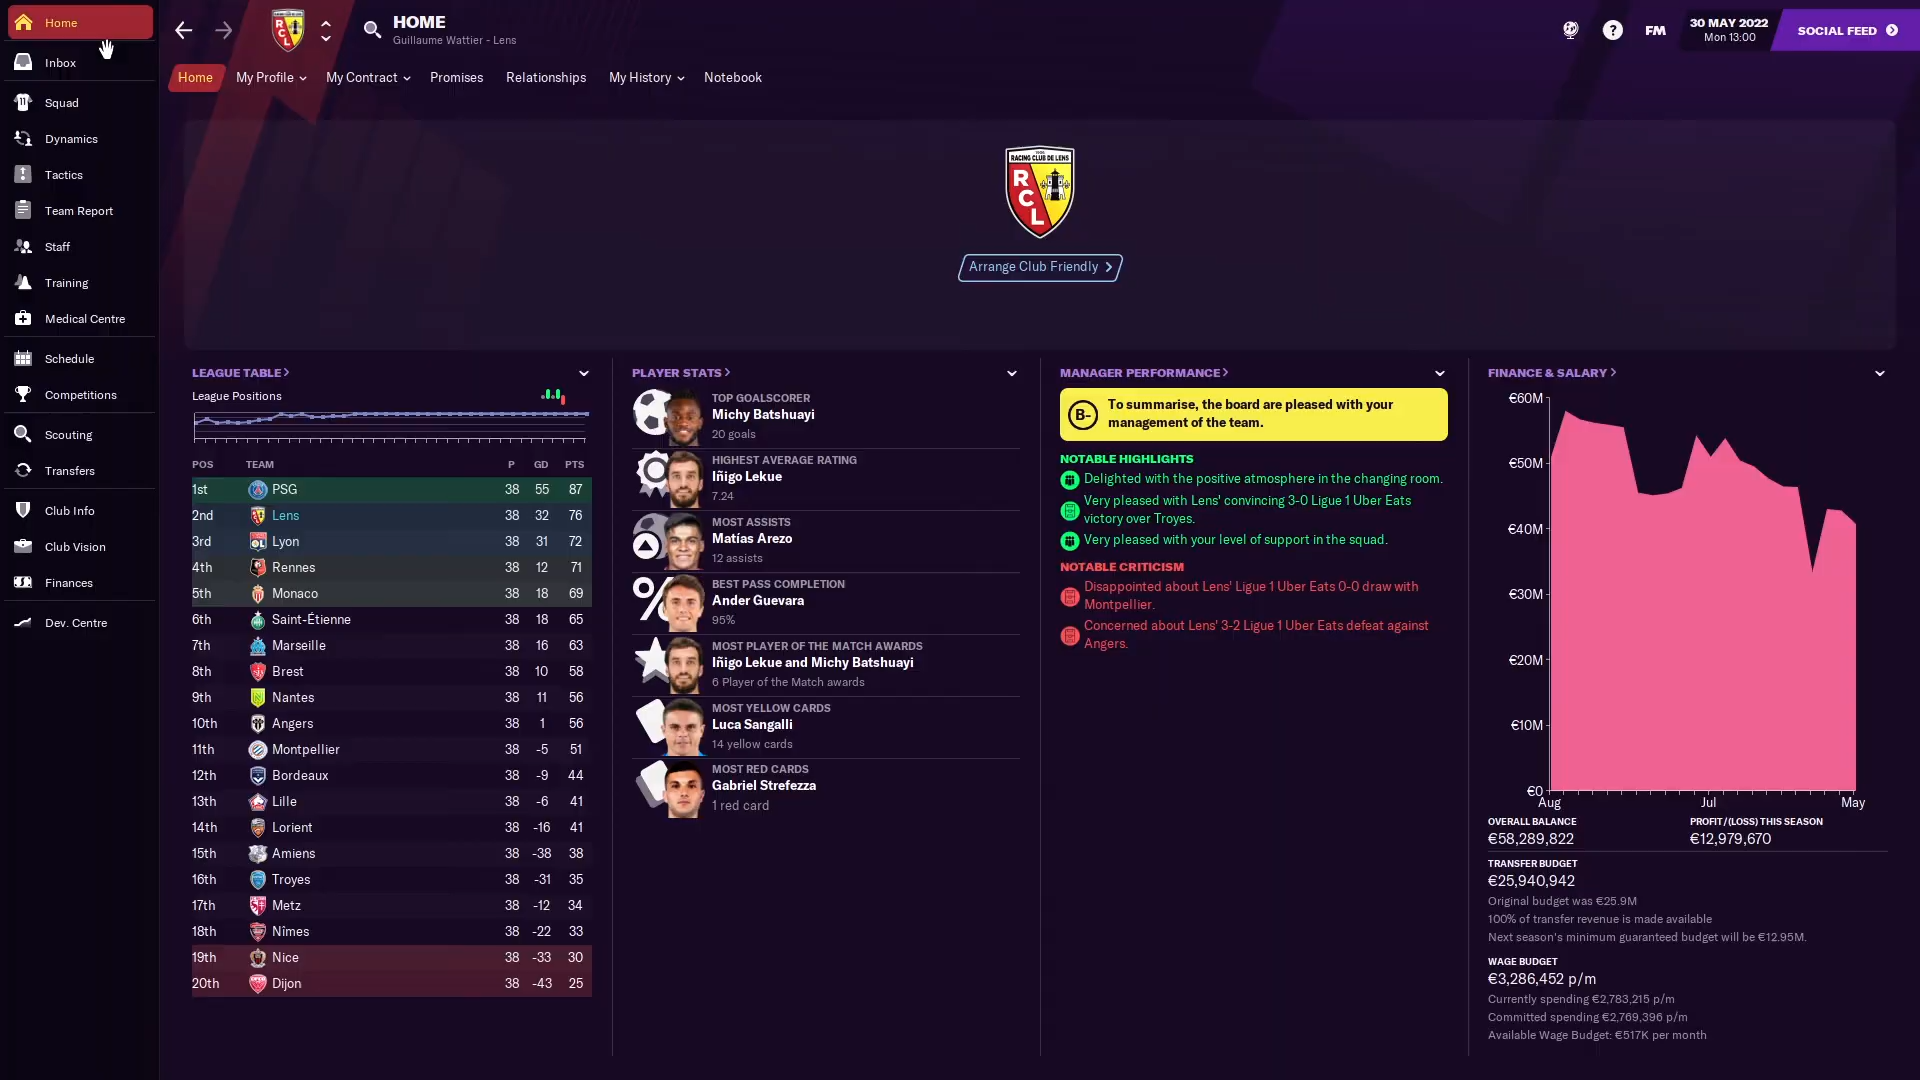 Home
Inbox
Squad
Dynamics
Tactics
Team Report
Staff
Training
Medical Centre
Schedule
Competitions
Scouting
Transfers
Club Info
Club Vision
Finances
Dev. Centre
HOME
Guillaume Wattier - Lens
FM
30 MAY 2022
Mon 13:00
SOCIAL FEED
Home My Profile My Contract Promises Relationships My History Notebook
RACING CLUB DE LENS
R
C
L
Arrange Club Friendly
LEAGUE TABLE
League Positions
POS TEAM P GD PTS
1st PSG 38 55 87
2nd Lens 38 32 76
3rd Lyon 38 31 72
4th Rennes 38 12 71
5th Monaco 38 18 69
6th Saint-Étienne 38 18 65
7th Marseille 38 16 63
8th Brest 38 10 58
9th Nantes 38 11 56
10th Angers 38 1 56
11th Montpellier 38 -5 51
12th Bordeaux 38 -9 44
13th Lille 38 -6 41
14th Lorient 38 -16 41
15th Amiens 38 -38 38
16th Troyes 38 -31 35
17th Metz 38 -12 34
18th Nîmes 38 -22 33
19th Nice 38 -33 30
20th Dijon 38 -43 25
PLAYER STATS
TOP GOALSCORER
Michy Batshuayi
20 goals
HIGHEST AVERAGE RATING
Iñigo Lekue
7.24
MOST ASSISTS
Matías Arezo
12 assists
BEST PASS COMPLETION
Ander Guevara
95%
MOST PLAYER OF THE MATCH AWARDS
Iñigo Lekue and Michy Batshuayi
6 Player of the Match awards
MOST YELLOW CARDS
Luca Sangalli
14 yellow cards
MOST RED CARDS
Gabriel Strefezza
1 red card
MANAGER PERFORMANCE
B-
To summarise, the board are pleased with your
management of the team.
NOTABLE HIGHLIGHTS
Delighted with the positive atmosphere in the changing room.
Very pleased with Lens' convincing 3-0 Ligue 1 Uber Eats
victory over Troyes.
Very pleased with your level of support in the squad.
NOTABLE CRITICISM
Disappointed about Lens' Ligue 1 Uber Eats 0-0 draw with
Montpellier.
Concerned about Lens' 3-2 Ligue 1 Uber Eats defeat against
Angers.
FINANCE & SALARY
€60M
€50M
€40M
€30M
€20M
€10M
€0
Aug Jul May
OVERALL BALANCE PROFIT/(LOSS) THIS SEASON
€58,289,822 €12,979,670
TRANSFER BUDGET
€25,940,942
Original budget was €25.9M
100% of transfer revenue is made available
Next season's minimum guaranteed budget will be €12.95M.
WAGE BUDGET
€3,286,452 p/m
Currently spending €2,783,215 p/m
Committed spending €2,769,396 p/m
Available Wage Budget: €517K per month